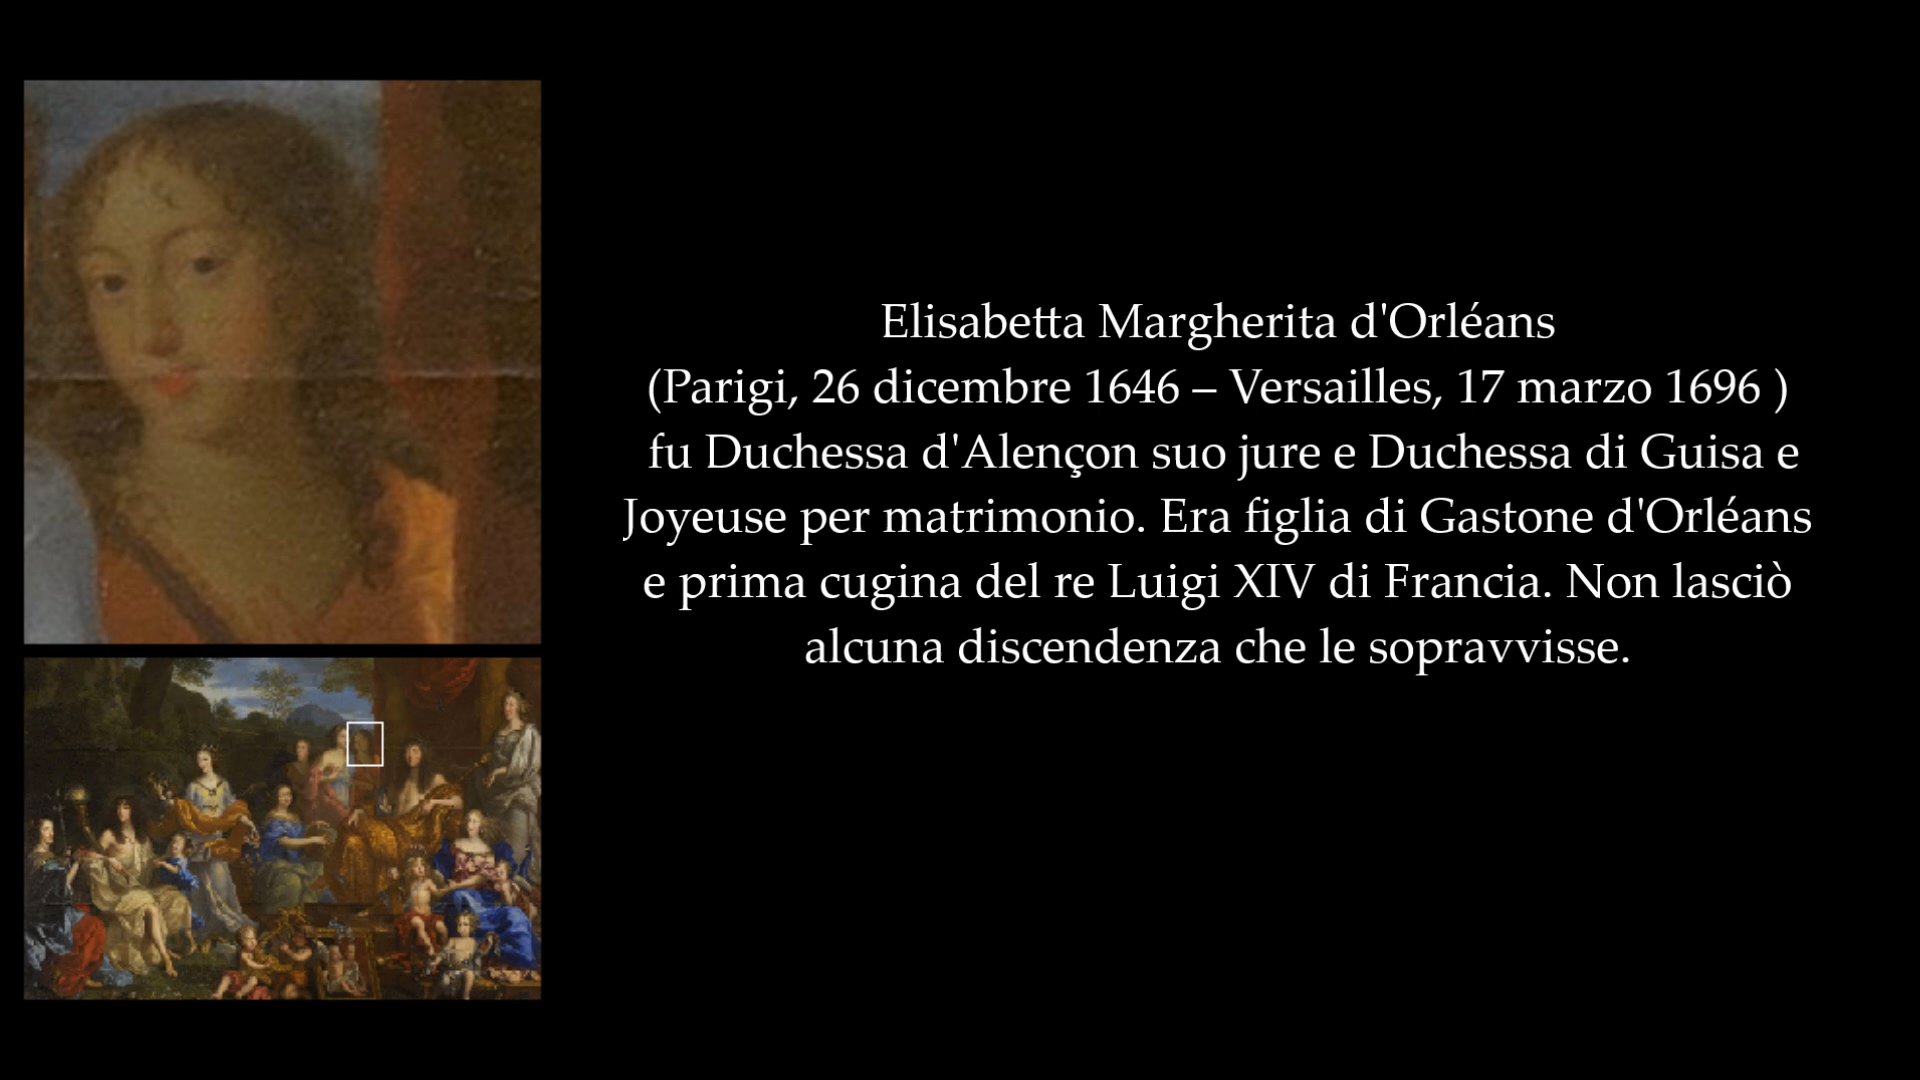 Elisabetta Margherita d'Orléans
(Parigi, 26 dicembre 1646 – Versailles, 17 marzo 1696 )
fu Duchessa d'Alençon suo jure e Duchessa di Guisa e
Joyeuse per matrimonio. Era figlia di Gastone d'Orléans
e prima cugina del re Luigi XIV di Francia. Non lasciò
alcuna discendenza che le sopravvisse.